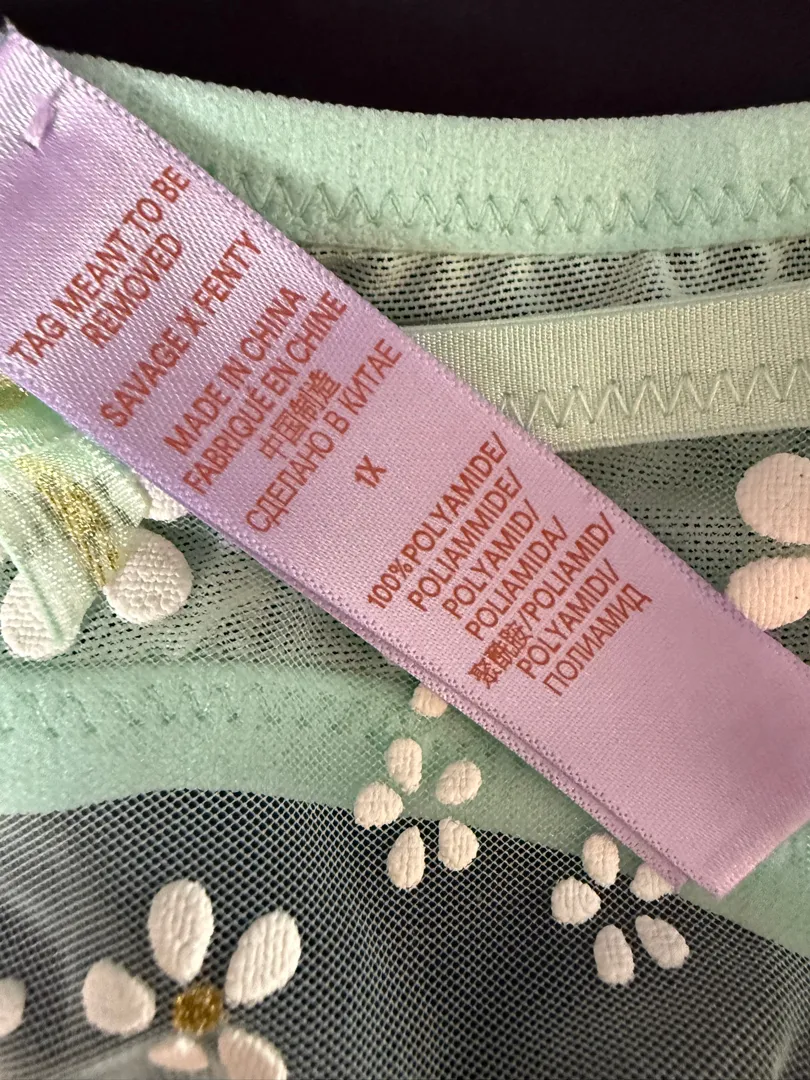 TAG MEANT TO BE
REMOVED
SAVAGE X FENTY
MADE IN CHINA
FABRIQUÉ EN CHINE
中国制造
СДЕЛАНО В КИТАЕ
1X
100%POLYAMIDE/
POLIAMMIDE/
POLYAMID/
POLIAMIDA/
聚酰胺/POLIAMID/
POLYAMIDI/
ПОЛИАМИД